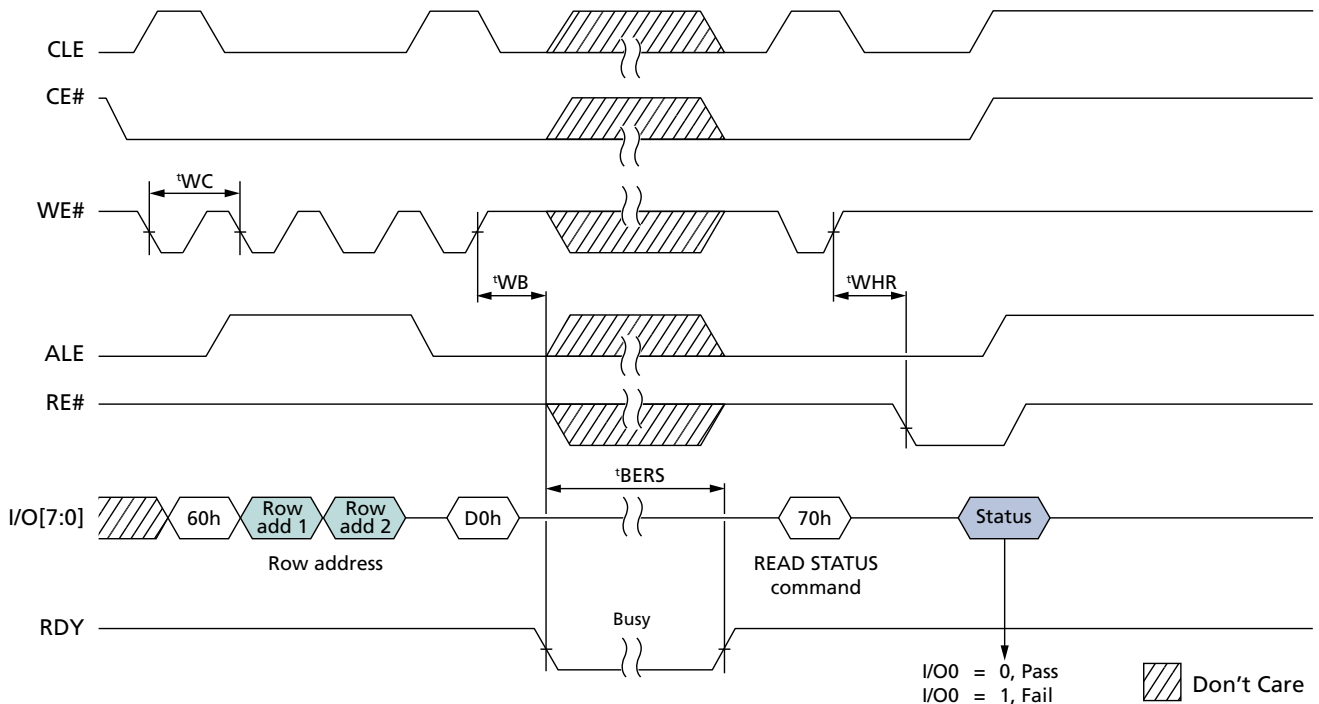 CLE
CE#
tWC
WE#
tWB
tWHR
ALE
RE#
tBERS
I/O[7:0]
60h
Row add 1
Row add 2
D0h
70h
Status
Row address
READ STATUS
command
RDY
Busy
I/O0 = 0, Pass
I/O0 = 1, Fail
Don't Care